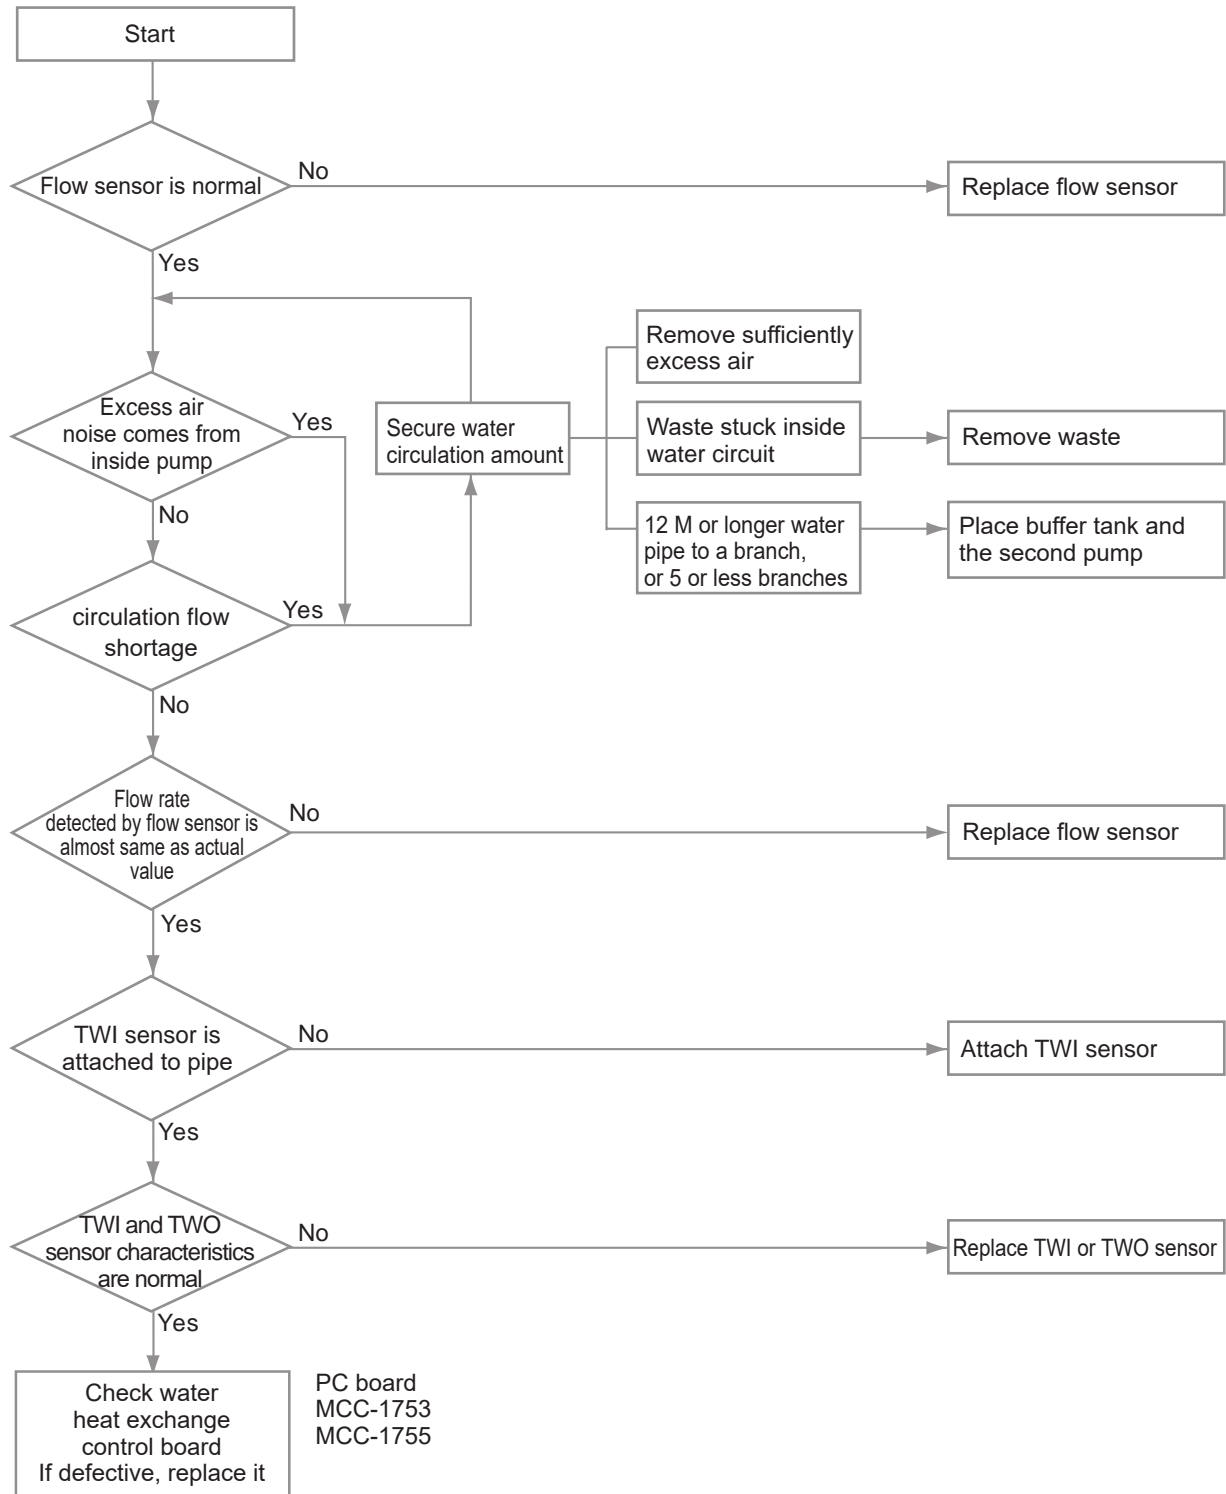 Start
Flow sensor is normal
No
Replace flow sensor
Yes
Excess air
noise comes from
inside pump
Yes
No
Secure water
circulation amount
Remove sufficiently
excess air
Waste stuck inside
water circuit
Remove waste
12 M or longer water
pipe to a branch,
or 5 or less branches
Place buffer tank and
the second pump
circulation flow
shortage
Yes
No
Flow rate
detected by flow sensor is
almost same as actual
value
No
Replace flow sensor
Yes
TWI sensor is
attached to pipe
No
Attach TWI sensor
Yes
TWI and TWO
sensor characteristics
are normal
No
Replace TWI or TWO sensor
Yes
Check water
heat exchange
control board
If defective, replace it
PC board
MCC-1753
MCC-1755